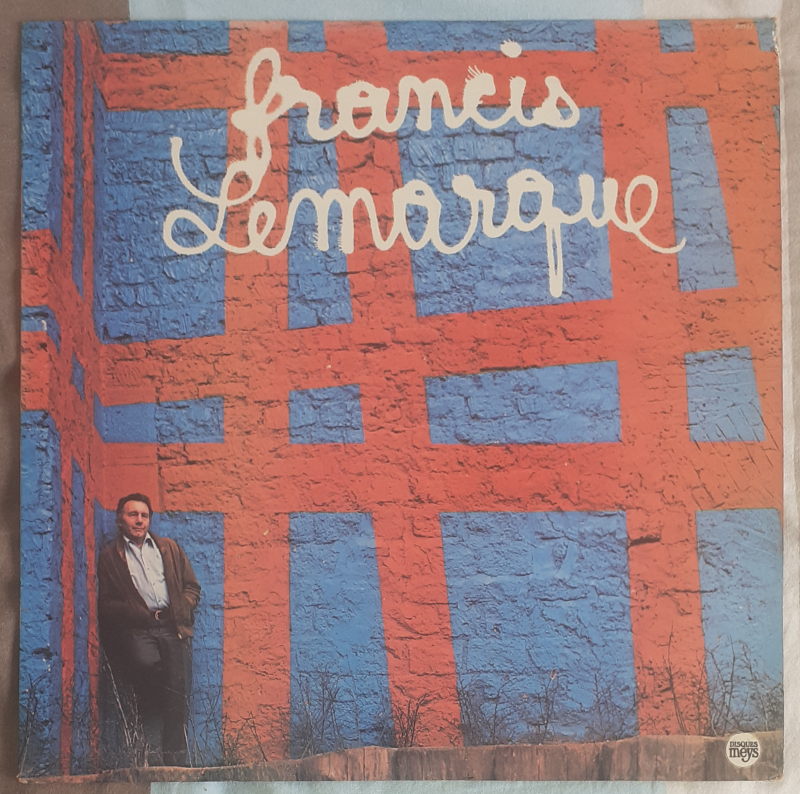 francis
Lemarque
DISQUES
meys